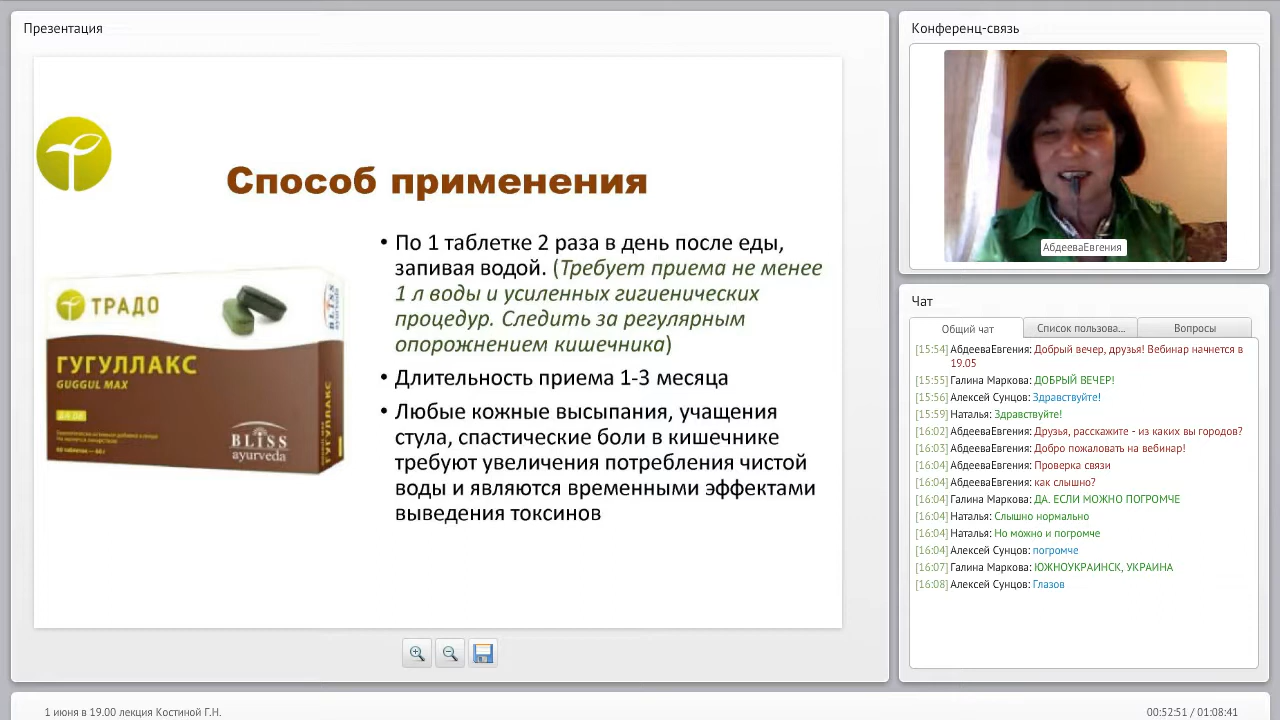 Презентация
Способ применения
• По 1 таблетке 2 раза в день после еды,
запивая водой. (Требует приема не менее
1 л воды и усиленных гигиенических
процедур. Следить за регулярным
опорожнением кишечника)
• Длительность приема 1-3 месяца
• Любые кожные высыпания, учащения
стула, спастические боли в кишечнике
требуют увеличения потребления чистой
воды и являются временными эффектами
выведения токсинов
ТРАДО
ГУГУЛЛАКС
GUGGUL MAX
BLISS
ayurveda
ГУГУЛЛАКС
BLISS
ayurveda
Конференц-связь
АбдееваЕвгения
Чат
Общий чат
Список пользова...
Вопросы
[15:54] АбдееваЕвгения: Добрый вечер, друзья! Вебинар начнется в
19.05
[15:55] Галина Маркова: ДОБРЫЙ ВЕЧЕР!
[15:56] Алексей Сунцов: Здравствуйте!
[15:59] Наталья: Здравствуйте!
[16:02] АбдееваЕвгения: Друзья, расскажите - из каких вы городов?
[16:03] АбдееваЕвгения: Добро пожаловать на вебинар!
[16:04] АбдееваЕвгения: Проверка связи
[16:04] АбдееваЕвгения: как слышно?
[16:04] Галина Маркова: ДА. ЕСЛИ МОЖНО ПОГРОМЧЕ
[16:04] Наталья: Слышно нормально
[16:04] Наталья: Но можно и погромче
[16:04] Алексей Сунцов: погромче
[16:07] Галина Маркова: ЮЖНОУКРАИНСК, УКРАИНА
[16:08] Алексей Сунцов: Глазов
1 июня в 19.00 лекция Костиной Г.Н.
00:52:51 / 01:08:41